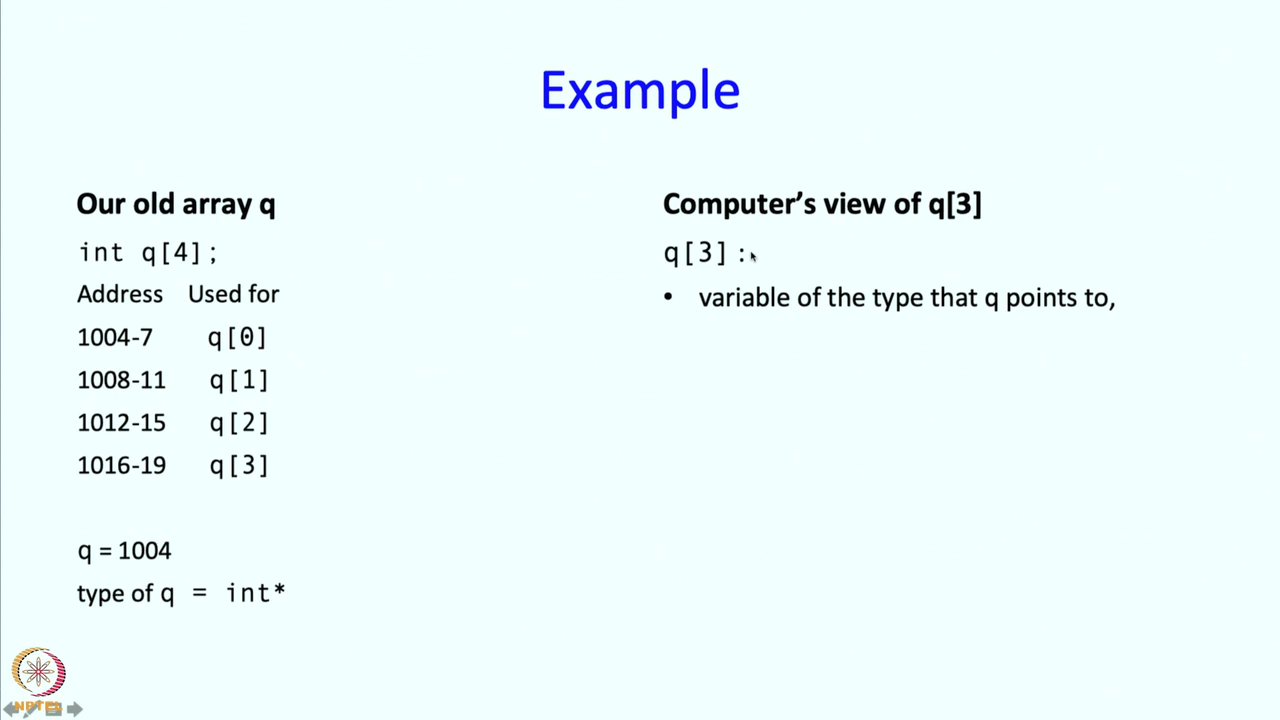 Example
Our old array q
int q[4];
Address Used for
1004-7 q[0]
1008-11 q[1]
1012-15 q[2]
1016-19 q[3]
q = 1004
type of q = int*
Computer’s view of q[3]
q[3]:
• variable of the type that q points to,
NPTEL